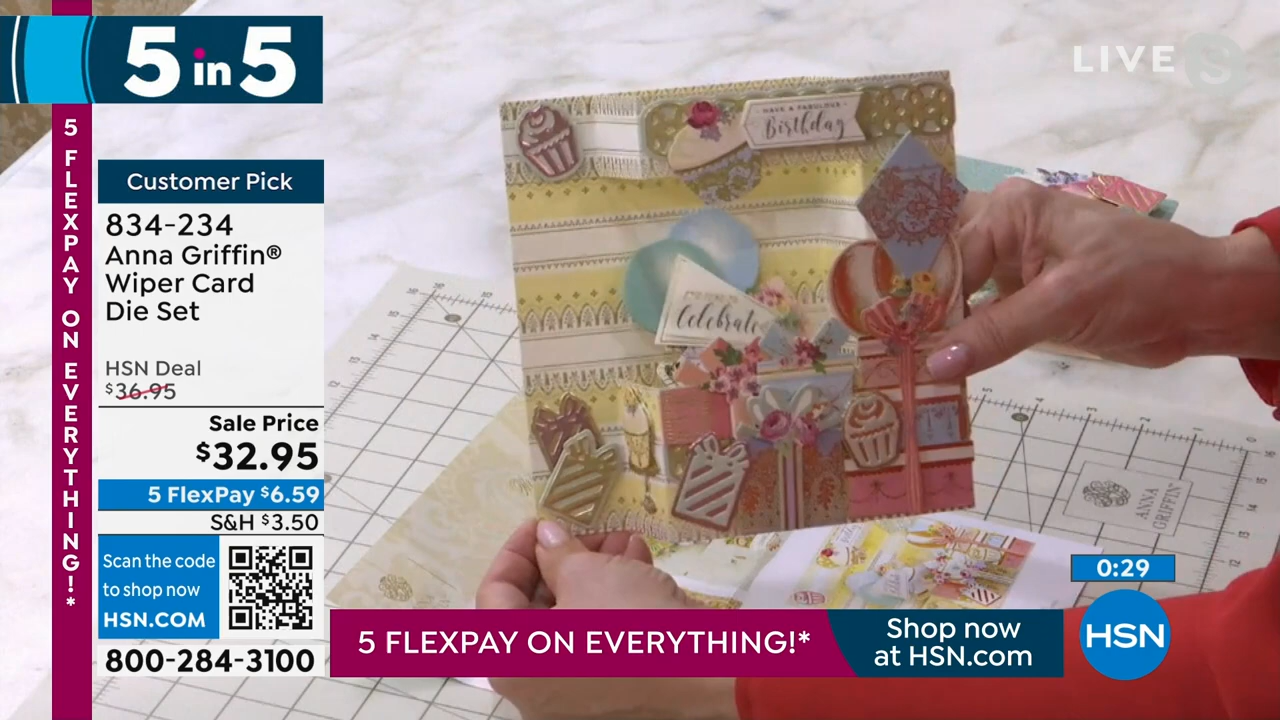 5 in 5
LIVE S
5 FLEXPAY ON EVERYTHING!*
Customer Pick
834-234
Anna Griffin®
Wiper Card
Die Set
HSN Deal
$36.95
Sale Price
$32.95
5 FlexPay $6.59
S&H $3.50
Scan the code
to shop now
HSN.COM
800-284-3100
HAVE A FABULOUS
Birthday
Celebrate
ANNA
GRIFFIN
0:29
5 FLEXPAY ON EVERYTHING!*
Shop now
at HSN.com
HSN